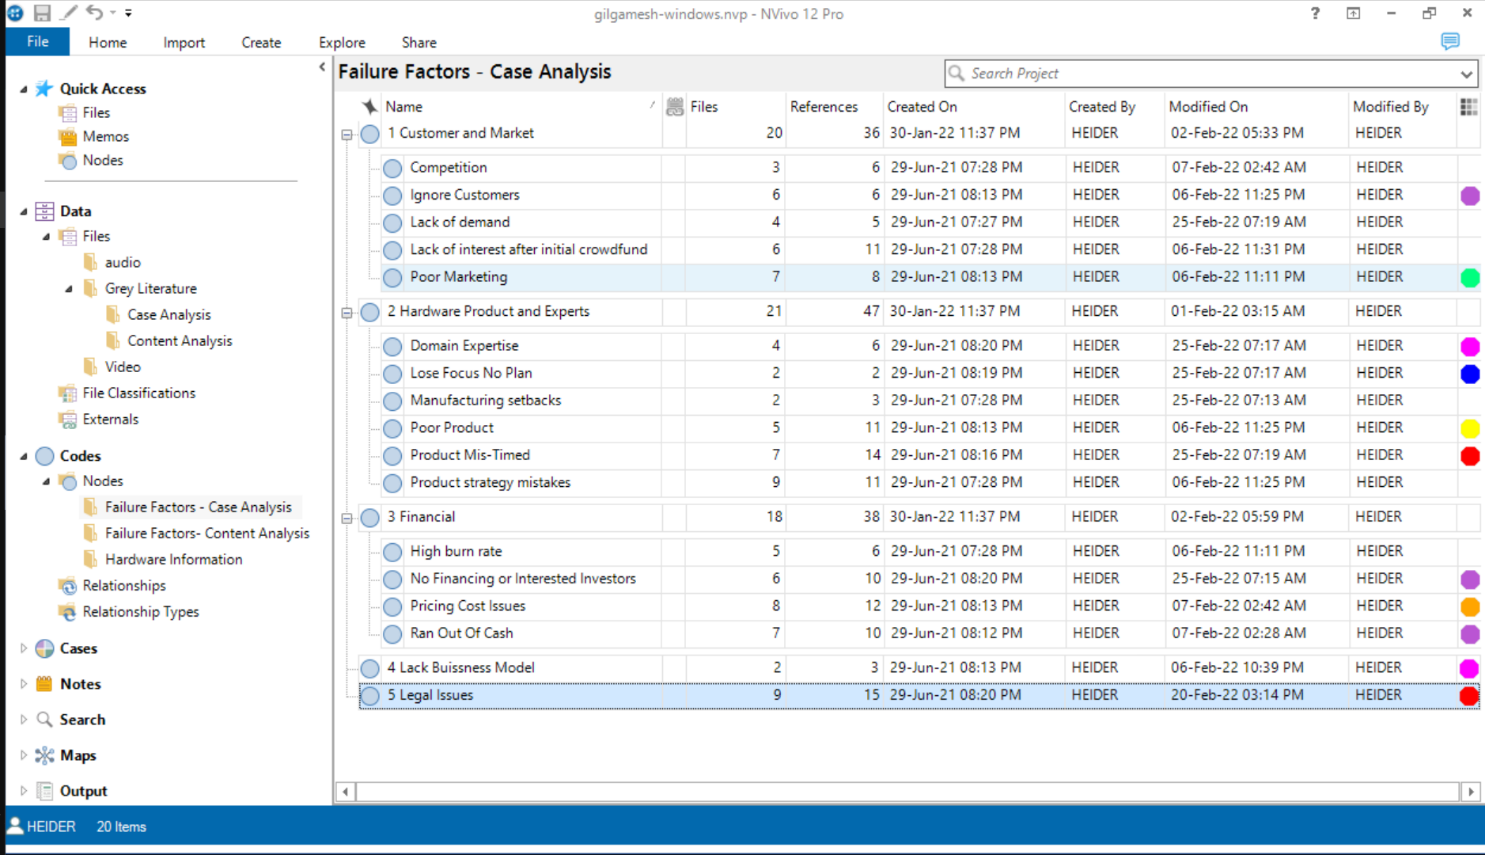 gilgamesh-windows.nvp - NVivo 12 Pro
?
File Home Import Create Explore Share
Quick Access
Files
Memos
Nodes
Data
Files
audio
Grey Literature
Case Analysis
Content Analysis
Video
File Classifications
Externals
Codes
Nodes
Failure Factors - Case Analysis
Failure Factors- Content Analysis
Hardware Information
Relationships
Relationship Types
Cases
Notes
Search
Maps
Output
Failure Factors - Case Analysis
Search Project
Name Files References Created On Created By Modified On Modified By
1 Customer and Market 20 36 30-Jan-22 11:37 PM HEIDER 02-Feb-22 05:33 PM HEIDER
Competition 3 6 29-Jun-21 07:28 PM HEIDER 07-Feb-22 02:42 AM HEIDER
Ignore Customers 6 6 29-Jun-21 08:13 PM HEIDER 06-Feb-22 11:25 PM HEIDER
Lack of demand 4 5 29-Jun-21 07:27 PM HEIDER 25-Feb-22 07:19 AM HEIDER
Lack of interest after initial crowdfund 6 11 29-Jun-21 07:28 PM HEIDER 06-Feb-22 11:31 PM HEIDER
Poor Marketing 7 8 29-Jun-21 08:13 PM HEIDER 06-Feb-22 11:11 PM HEIDER
2 Hardware Product and Experts 21 47 30-Jan-22 11:37 PM HEIDER 01-Feb-22 03:15 AM HEIDER
Domain Expertise 4 6 29-Jun-21 08:20 PM HEIDER 25-Feb-22 07:17 AM HEIDER
Lose Focus No Plan 2 2 29-Jun-21 08:19 PM HEIDER 25-Feb-22 07:17 AM HEIDER
Manufacturing setbacks 2 3 29-Jun-21 07:28 PM HEIDER 25-Feb-22 07:13 AM HEIDER
Poor Product 5 11 29-Jun-21 08:13 PM HEIDER 06-Feb-22 11:25 PM HEIDER
Product Mis-Timed 7 14 29-Jun-21 08:16 PM HEIDER 25-Feb-22 07:19 AM HEIDER
Product strategy mistakes 9 11 29-Jun-21 07:28 PM HEIDER 06-Feb-22 11:25 PM HEIDER
3 Financial 18 38 30-Jan-22 11:37 PM HEIDER 02-Feb-22 05:59 PM HEIDER
High burn rate 5 6 29-Jun-21 07:28 PM HEIDER 06-Feb-22 11:11 PM HEIDER
No Financing or Interested Investors 6 10 29-Jun-21 08:20 PM HEIDER 25-Feb-22 07:15 AM HEIDER
Pricing Cost Issues 8 12 29-Jun-21 08:13 PM HEIDER 07-Feb-22 02:42 AM HEIDER
Ran Out Of Cash 7 10 29-Jun-21 08:12 PM HEIDER 07-Feb-22 02:28 AM HEIDER
4 Lack Buissness Model 2 3 29-Jun-21 08:13 PM HEIDER 06-Feb-22 10:39 PM HEIDER
5 Legal Issues 9 15 29-Jun-21 08:20 PM HEIDER 20-Feb-22 03:14 PM HEIDER
HEIDER 20 Items